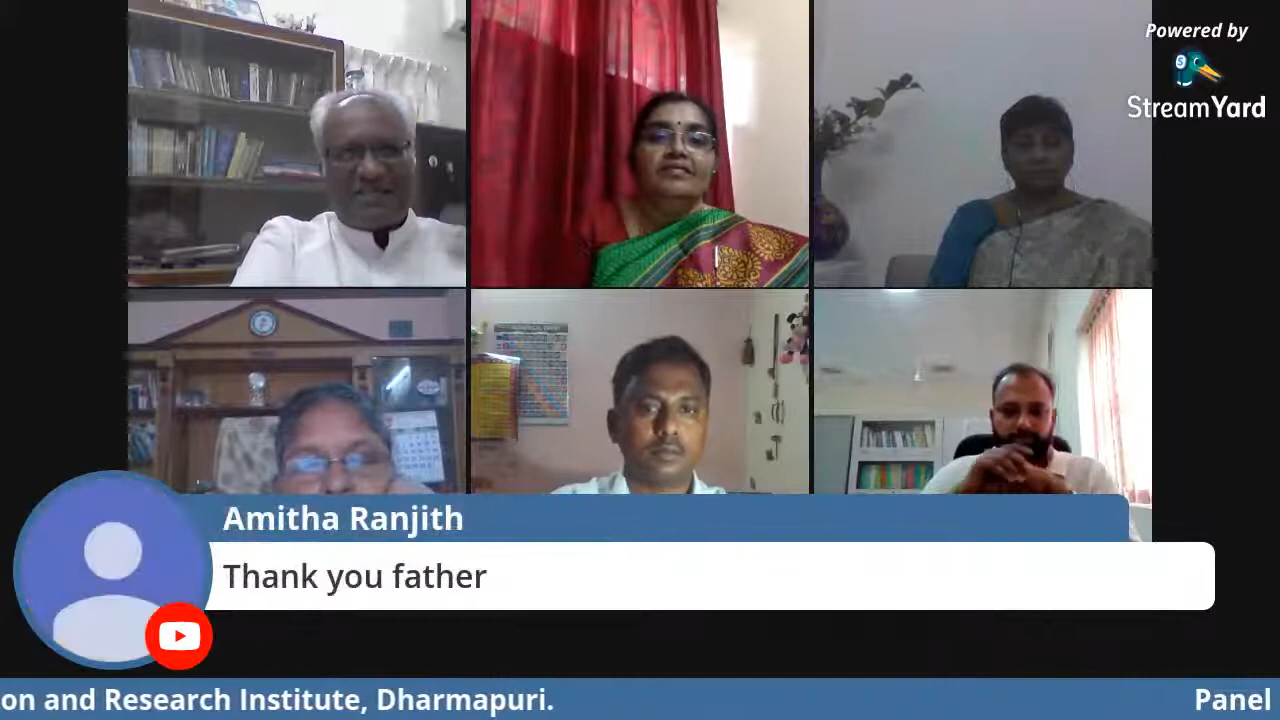 Powered by
StreamYard
Amitha Ranjith
Thank you father
on and Research Institute, Dharmapuri.
Panel